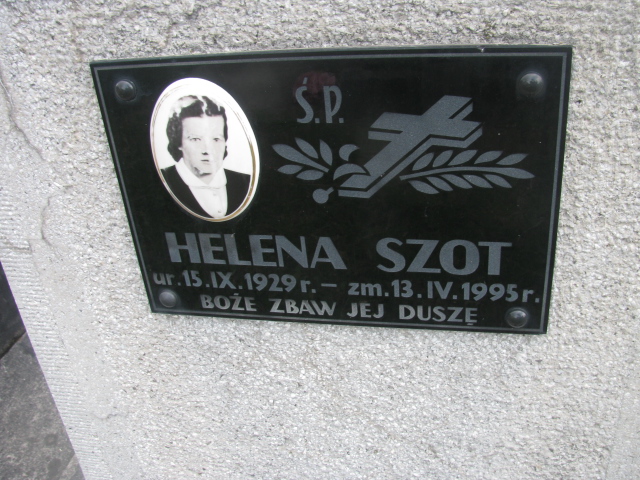 Ś.P.
HELENA SZOT
ur. 15.IX.1929 r. – zm. 13.IV.1995 r.
BOŻE ZBAW JEJ DUSZĘ